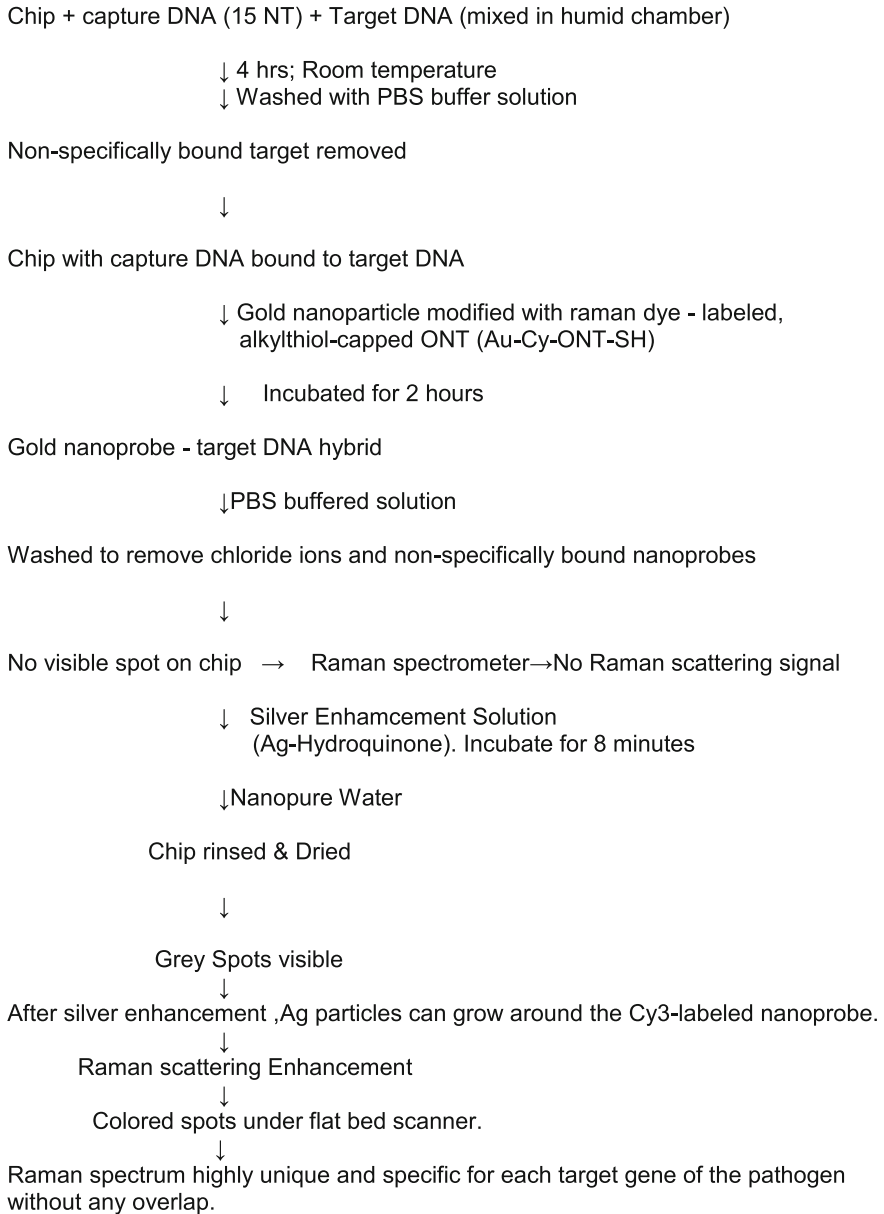 Chip + capture DNA (15 NT) + Target DNA (mixed in humid chamber)
↓ 4 hrs; Room temperature
↓ Washed with PBS buffer solution
Non-specifically bound target removed
↓
Chip with capture DNA bound to target DNA
↓ Gold nanoparticle modified with raman dye - labeled,
alkylthiol-capped ONT (Au-Cy-ONT-SH)
↓ Incubated for 2 hours
Gold nanoprobe - target DNA hybrid
↓PBS buffered solution
Washed to remove chloride ions and non-specifically bound nanoprobes
↓
No visible spot on chip → Raman spectrometer→No Raman scattering signal
↓ Silver Enhamcement Solution
(Ag-Hydroquinone). Incubate for 8 minutes
↓Nanopure Water
Chip rinsed & Dried
↓
Grey Spots visible
↓
After silver enhancement ,Ag particles can grow around the Cy3-labeled nanoprobe.
↓
Raman scattering Enhancement
↓
Colored spots under flat bed scanner.
↓
Raman spectrum highly unique and specific for each target gene of the pathogen
without any overlap.